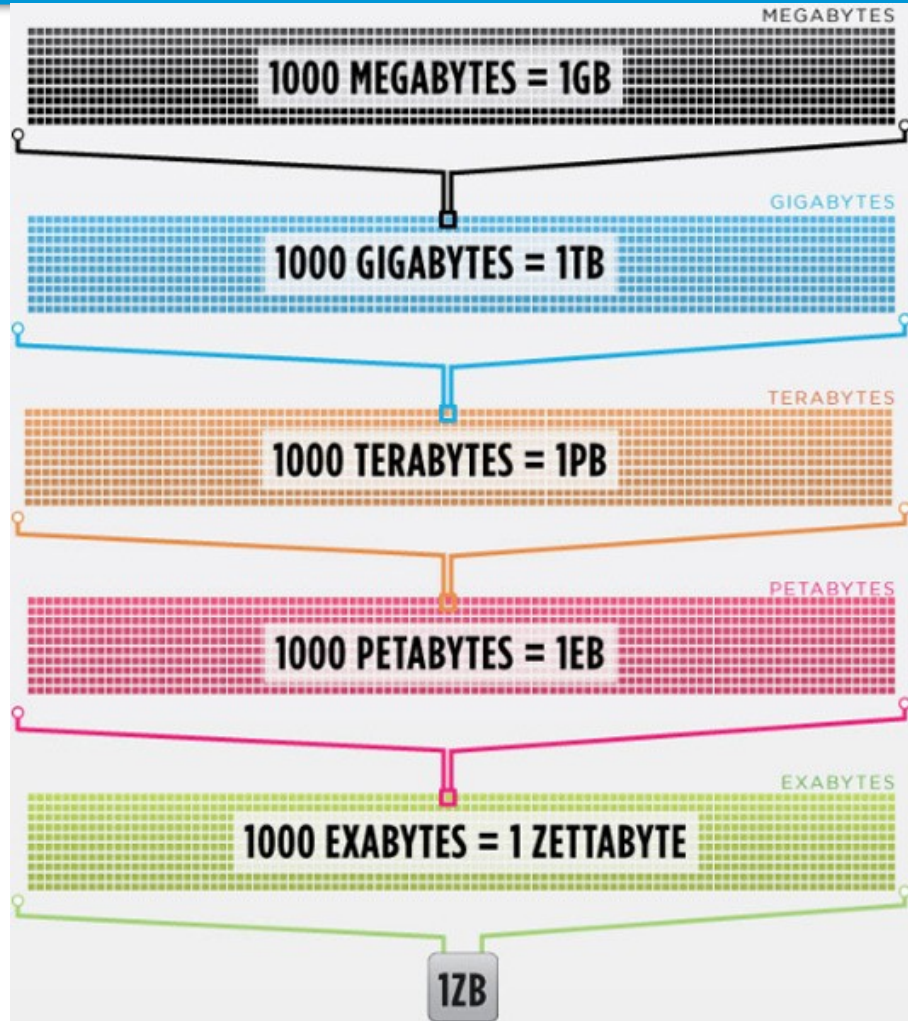 MEGABYTES
1000 MEGABYTES = 1GB
GIGABYTES
1000 GIGABYTES = 1TB
TERABYTES
1000 TERABYTES = 1PB
PETABYTES
1000 PETABYTES = 1EB
EXABYTES
1000 EXABYTES = 1 ZETTABYTE
1ZB